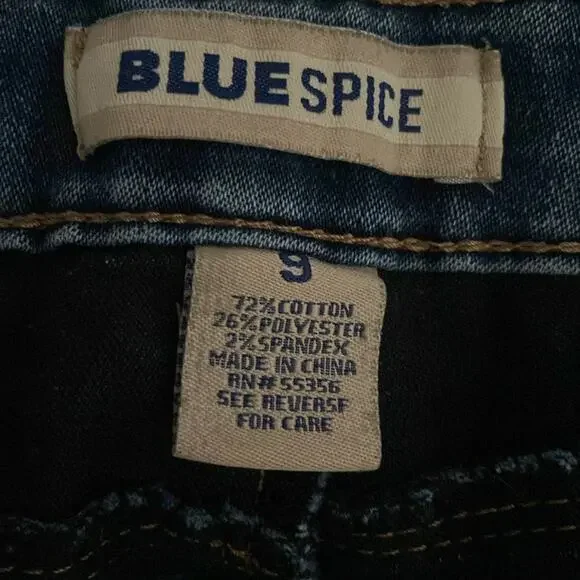 BLUE SPICE
9
72% COTTON
26% POLYESTER
2% SPANDEX
MADE IN CHINA
RN# 55356
SEE REVERSE
FOR CARE